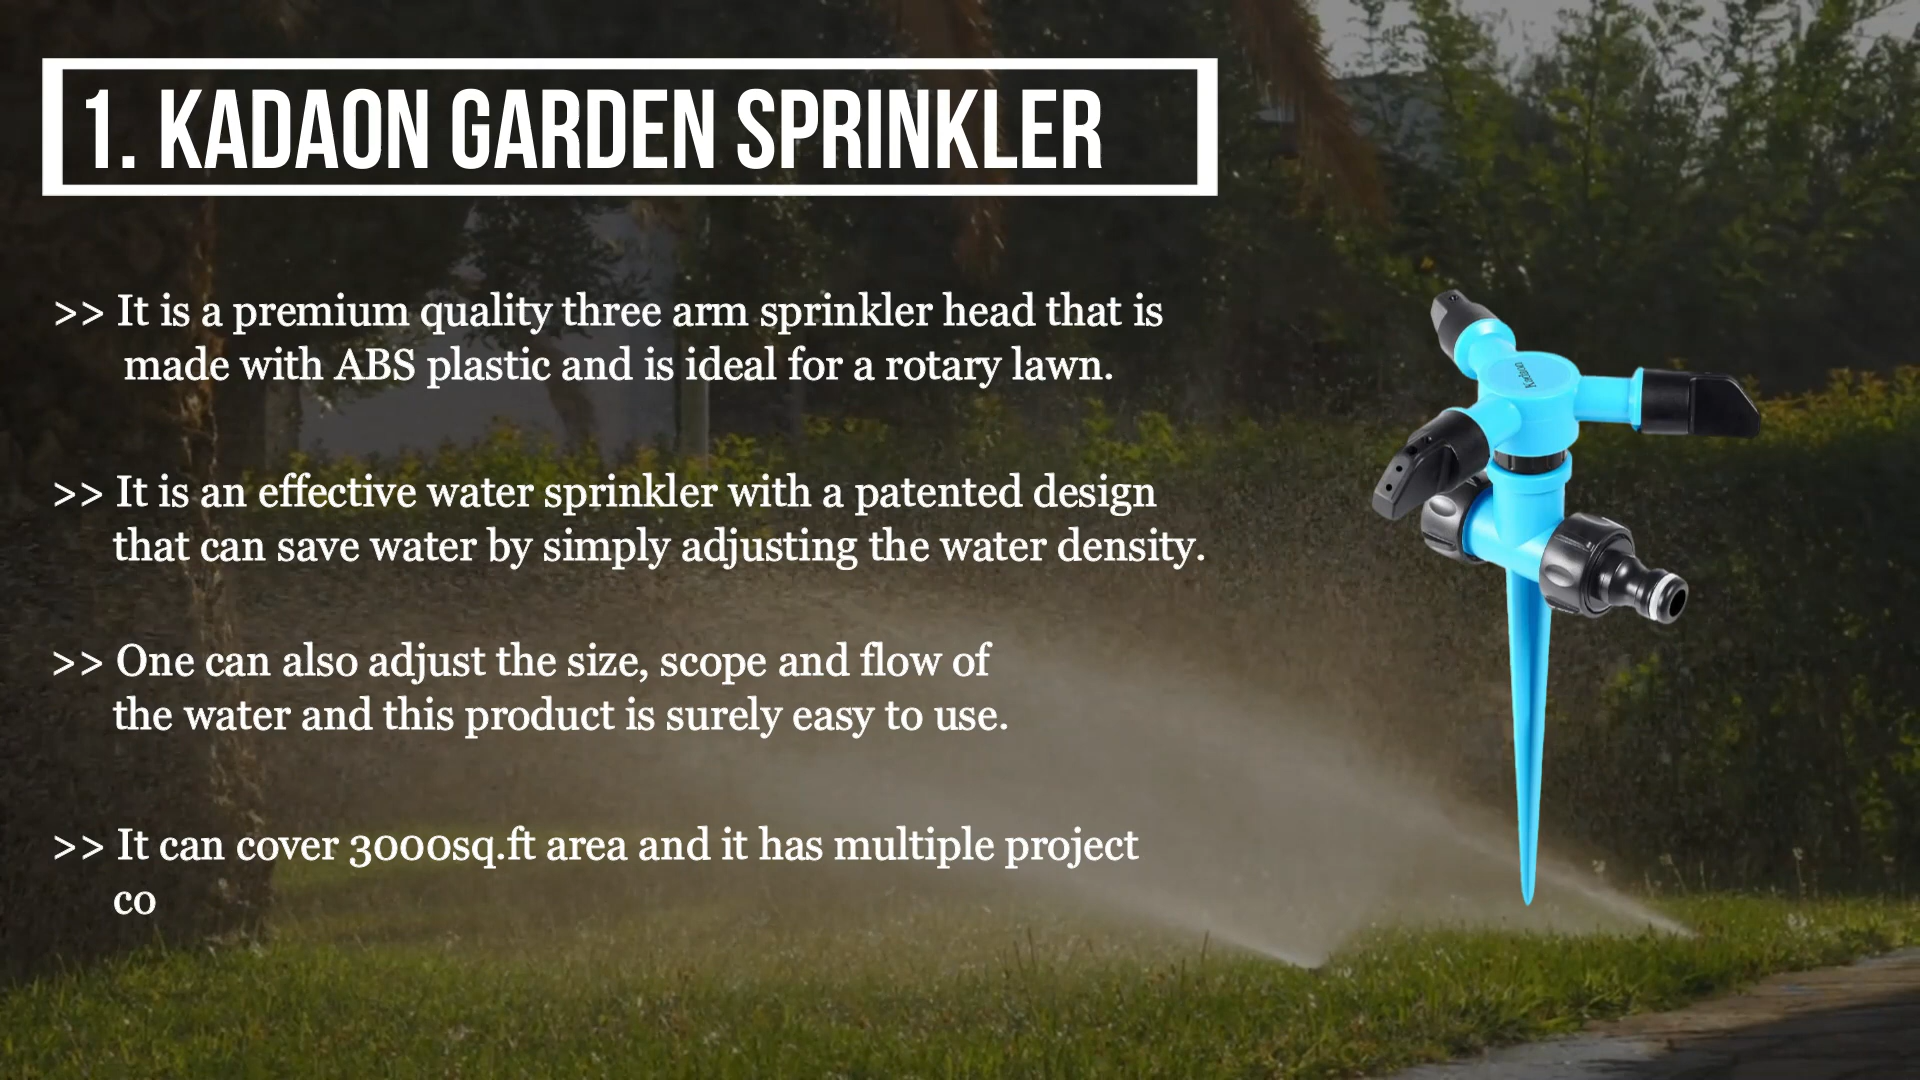 1. KADAON GARDEN SPRINKLER
>> It is a premium quality three arm sprinkler head that is
made with ABS plastic and is ideal for a rotary lawn.
>> It is an effective water sprinkler with a patented design
that can save water by simply adjusting the water density.
>> One can also adjust the size, scope and flow of
the water and this product is surely easy to use.
>> It can cover 3000sq.ft area and it has multiple project
co
Kadaon